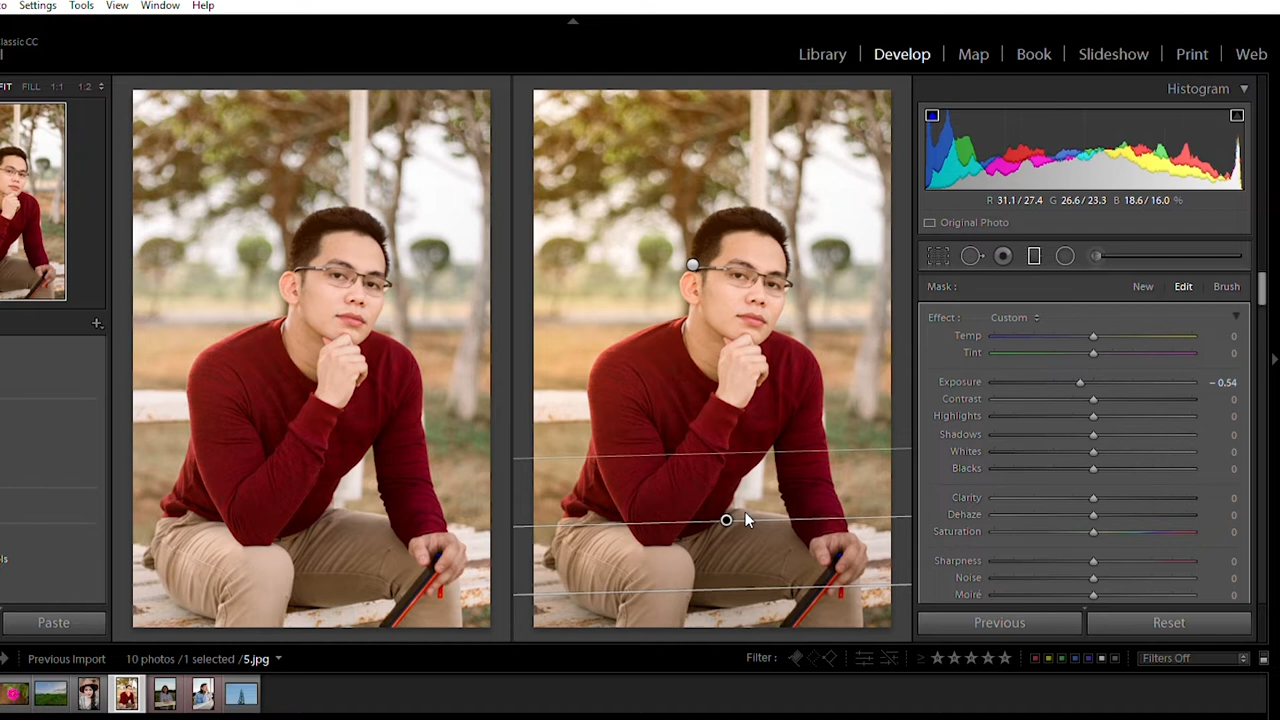 Settings Tools View Window Help
lassic CC
Library | Develop | Map | Book | Slideshow | Print | Web
FIT FILL 1:1 1:2
Histogram
R 31.1 / 27.4 G 26.6 / 23.3 B 18.6 / 16.0 %
Original Photo
Mask : New Edit Brush
Effect : Custom
Temp 0
Tint 0
Exposure – 0.54
Contrast 0
Highlights 0
Shadows 0
Whites 0
Blacks 0
Clarity 0
Dehaze 0
Saturation 0
Sharpness 0
Noise 0
Moiré 0
Paste
Previous Reset
Previous Import 10 photos / 1 selected / 5.jpg
Filter : ≥ Filters Off